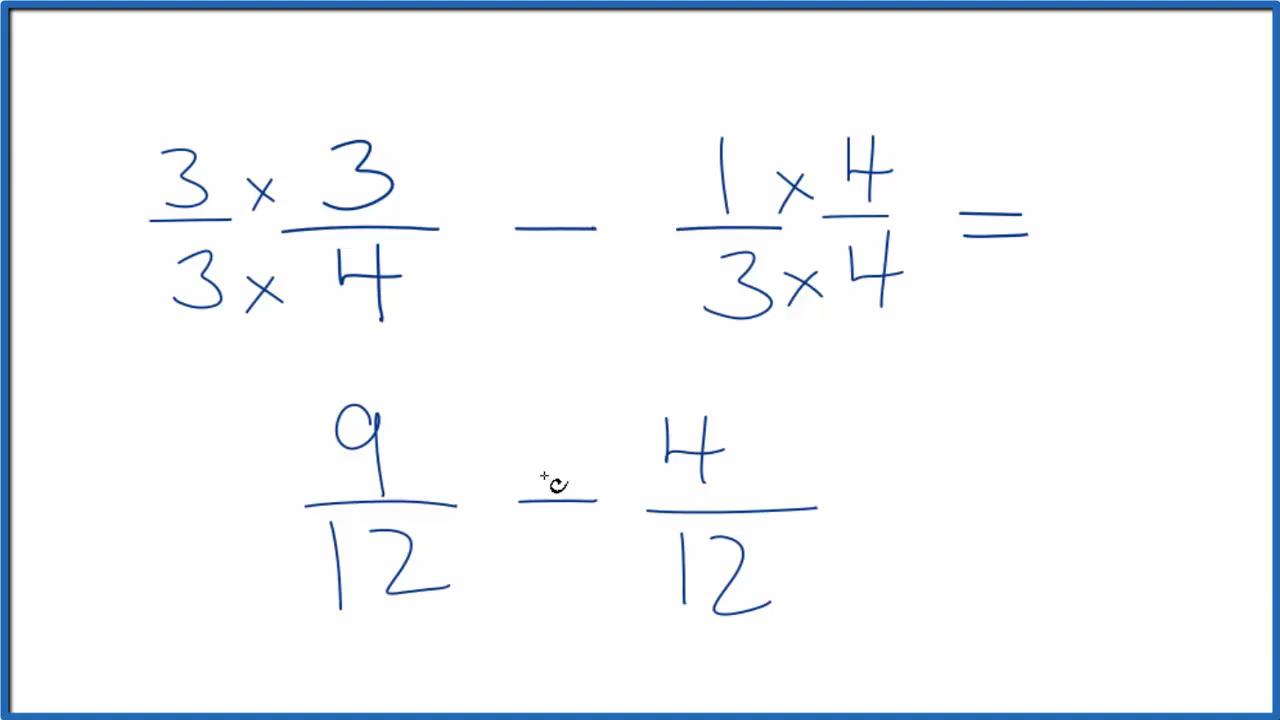 3 × 3 — 1 × 4 =
3 × 4 3 × 4
9 — 4
12 12